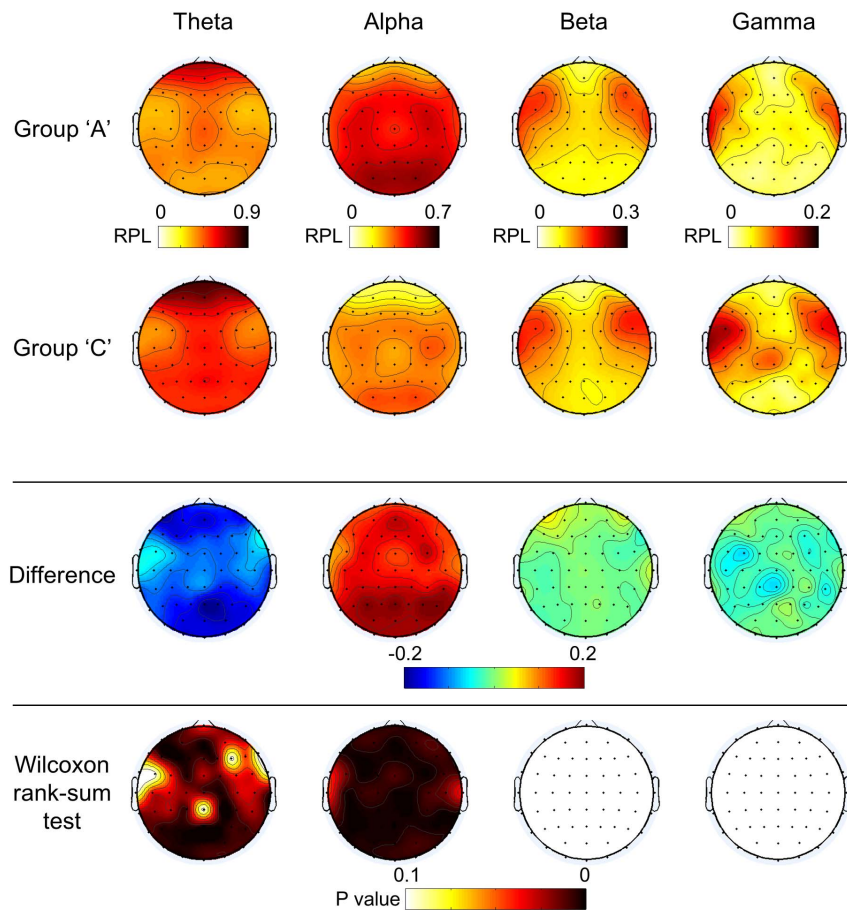 Theta Alpha Beta Gamma
Group ‘A’
0 0.9 0 0.7 0 0.3 0 0.2
RPL RPL RPL RPL
Group ‘C’
Difference
-0.2 0.2
Wilcoxon
rank-sum
test
0.1 0
P value